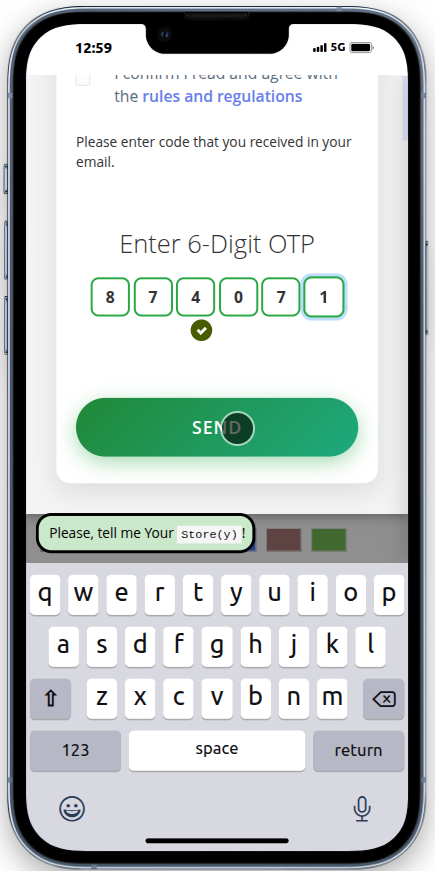 12:59 5G
I confirm I read and agree with
the rules and regulations
Please enter code that you received in your
email.
Enter 6-Digit OTP
8 7 4 0 7 1
SEND
Please, tell me Your Store(y)!
q w e r t y u i o p
a s d f g h j k l
z x c v b n m
123 space return